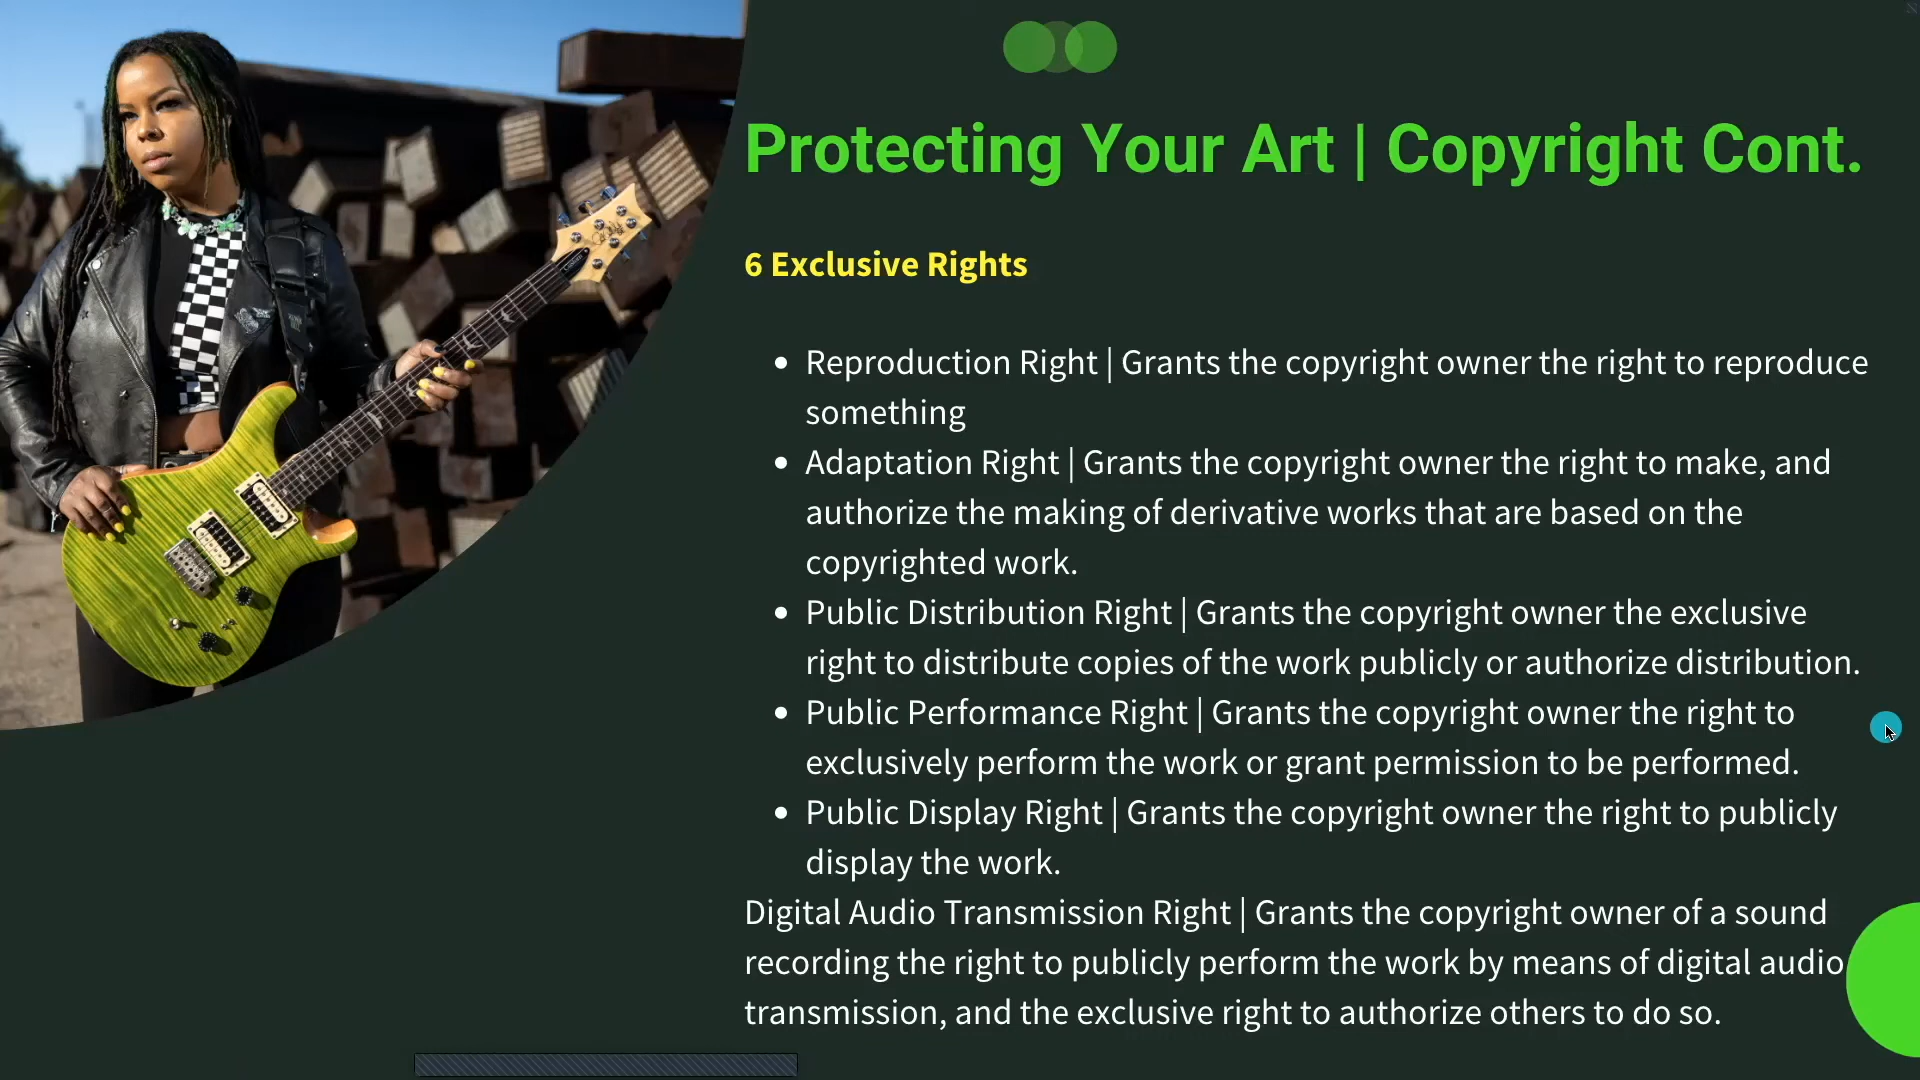 Protecting Your Art | Copyright Cont.
6 Exclusive Rights
• Reproduction Right | Grants the copyright owner the right to reproduce
something
• Adaptation Right | Grants the copyright owner the right to make, and
authorize the making of derivative works that are based on the
copyrighted work.
• Public Distribution Right | Grants the copyright owner the exclusive
right to distribute copies of the work publicly or authorize distribution.
• Public Performance Right | Grants the copyright owner the right to
exclusively perform the work or grant permission to be performed.
• Public Display Right | Grants the copyright owner the right to publicly
display the work.
Digital Audio Transmission Right | Grants the copyright owner of a sound
recording the right to publicly perform the work by means of digital audio
transmission, and the exclusive right to authorize others to do so.